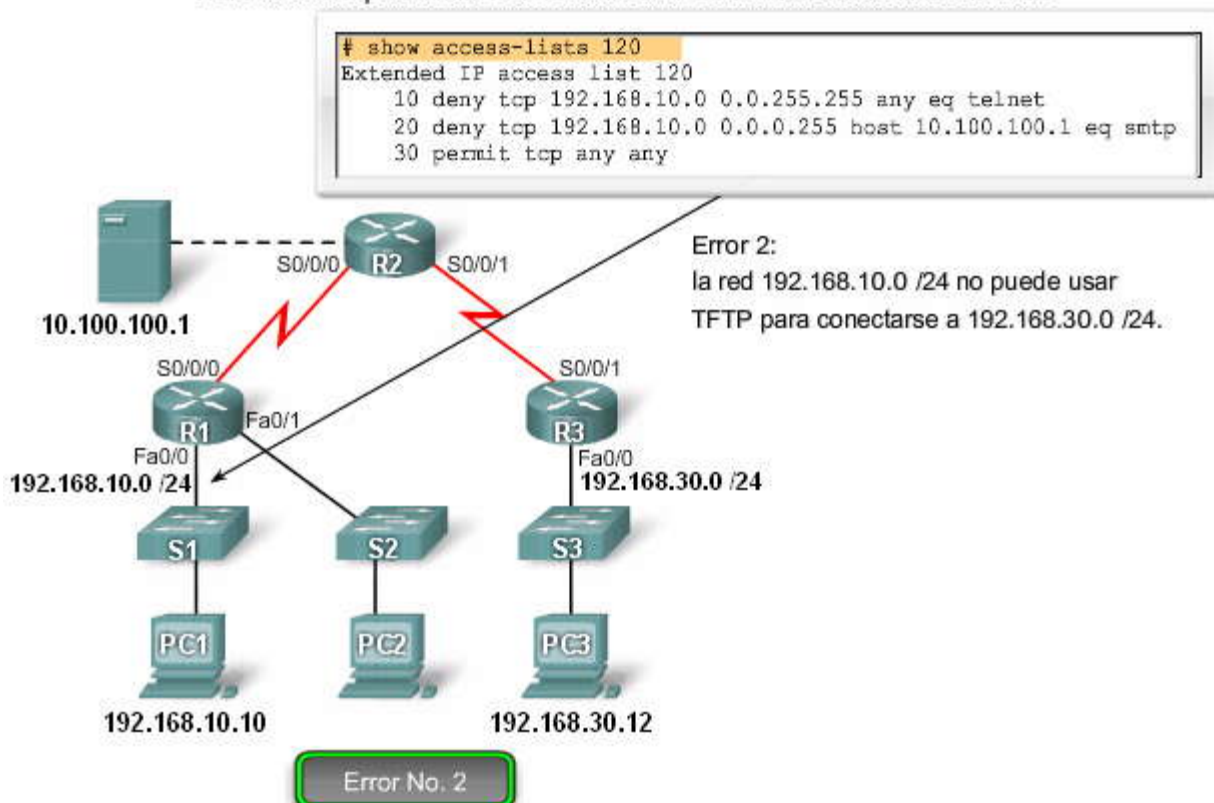 # show access-lists 120
Extended IP access list 120
10 deny tcp 192.168.10.0 0.0.255.255 any eq telnet
20 deny tcp 192.168.10.0 0.0.0.255 host 10.100.100.1 eq smtp
30 permit tcp any any
Error 2:
la red 192.168.10.0 /24 no puede usar
TFTP para conectarse a 192.168.30.0 /24.
S0/0/0
R2
S0/0/1
10.100.100.1
S0/0/0
S0/0/1
R1
Fa0/1
R3
Fa0/0
Fa0/0
192.168.10.0 /24
192.168.30.0 /24
S1
S2
S3
PC1
PC2
PC3
192.168.10.10
192.168.30.12
Error No. 2